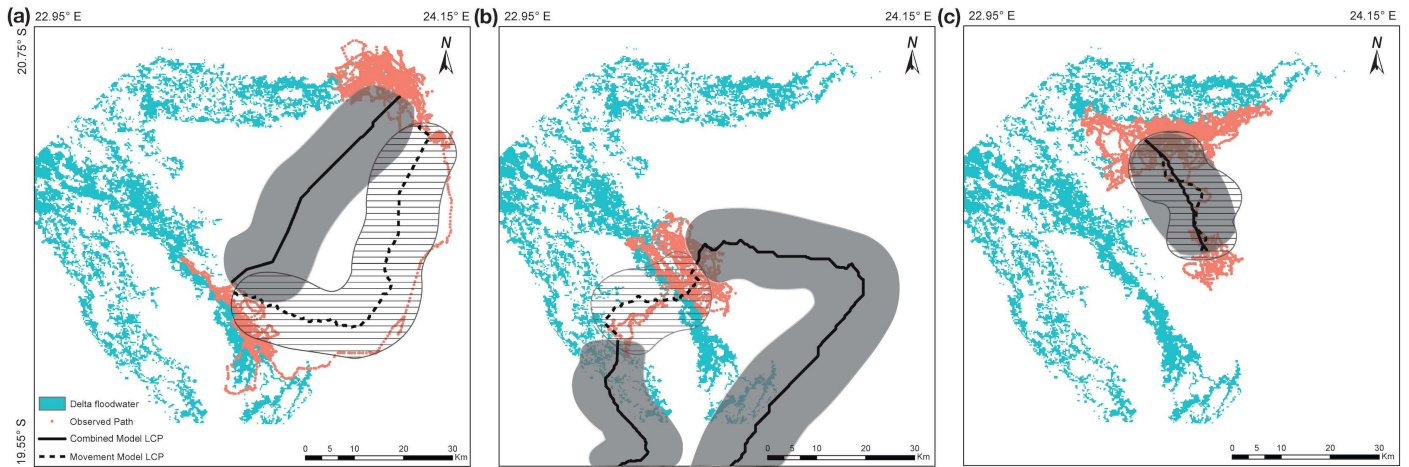 (a)
22.95° E
24.15° E
20.75° S
19.55° S
N
Delta floodwater
Observed Path
Combined Model LCP
Movement Model LCP
0 5 10 20 30
Km
(b)
22.95° E
24.15° E
N
0 5 10 20 30
Km
(c)
22.95° E
24.15° E
N
0 5 10 20 30
Km